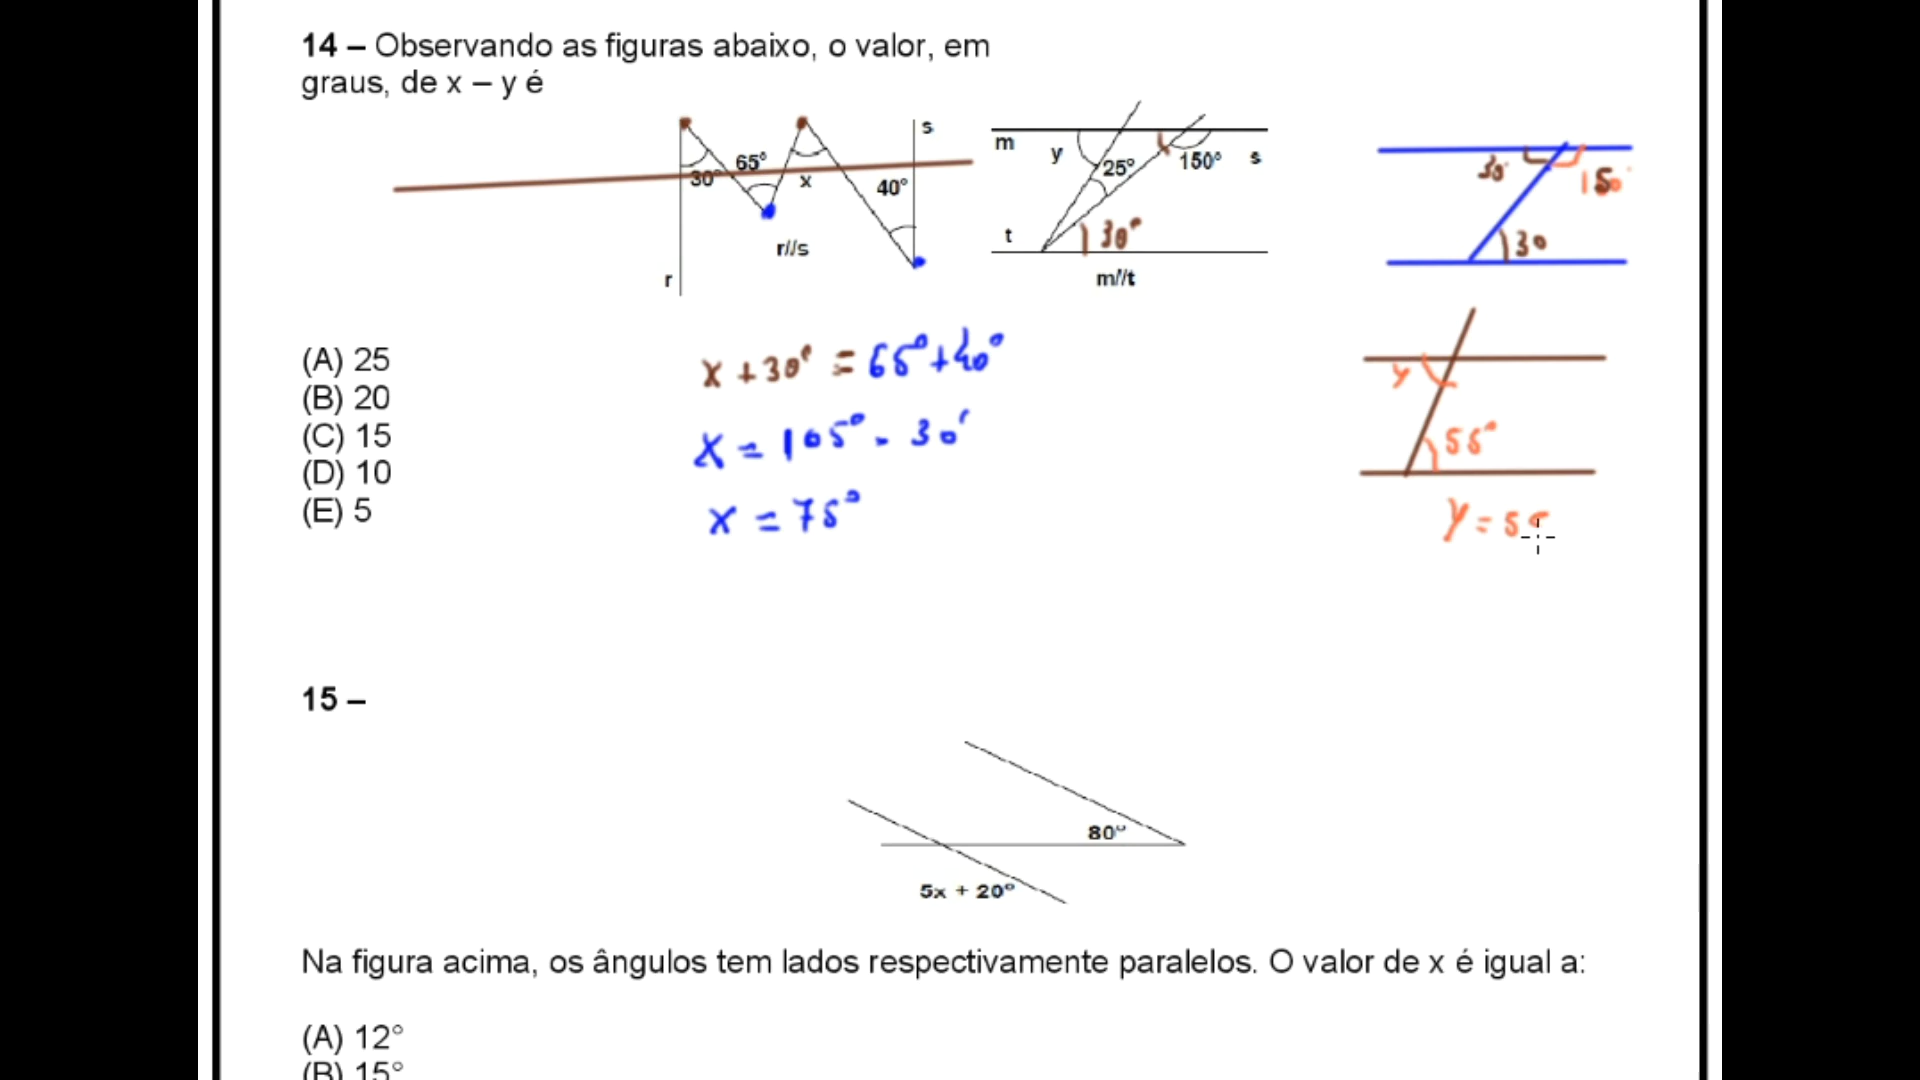 14 – Observando as figuras abaixo, o valor, em
graus, de x – y é
30°
65°
x
40°
s
r//s
r
m
y
25°
150°
s
t
30°
m//t
30°
150
30
(A) 25
(B) 20
(C) 15
(D) 10
(E) 5
x + 30° = 65° + 40°
x = 105° - 30°
x = 75°
y
55°
y = 55
15 –
80°
5x + 20°
Na figura acima, os ângulos tem lados respectivamente paralelos. O valor de x é igual a:
(A) 12°
(B) 15°